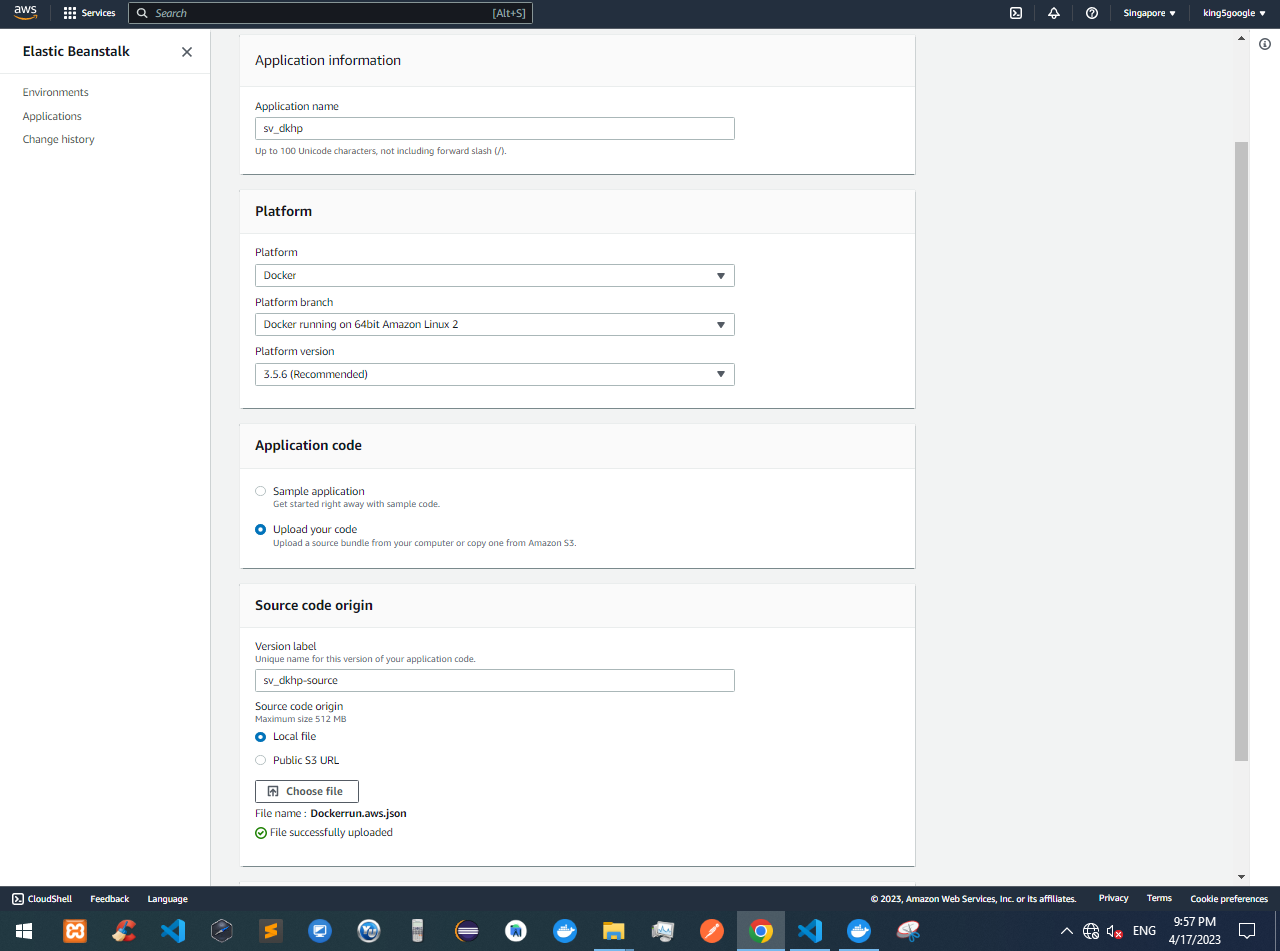 aws
Services
Search
[Alt+S]
Singapore
king5google
Elastic Beanstalk
Environments
Applications
Change history
Application information
Application name
sv_dkhp
Up to 100 Unicode characters, not including forward slash (/).
Platform
Platform
Docker
Platform branch
Docker running on 64bit Amazon Linux 2
Platform version
3.5.6 (Recommended)
Application code
Sample application
Get started right away with sample code.
Upload your code
Upload a source bundle from your computer or copy one from Amazon S3.
Source code origin
Version label
Unique name for this version of your application code.
sv_dkhp-source
Source code origin
Maximum size 512 MB
Local file
Public S3 URL
Choose file
File name : Dockerrun.aws.json
File successfully uploaded
CloudShell
Feedback
Language
© 2023, Amazon Web Services, Inc. or its affiliates.
Privacy
Terms
Cookie preferences
ENG
9:57 PM
4/17/2023